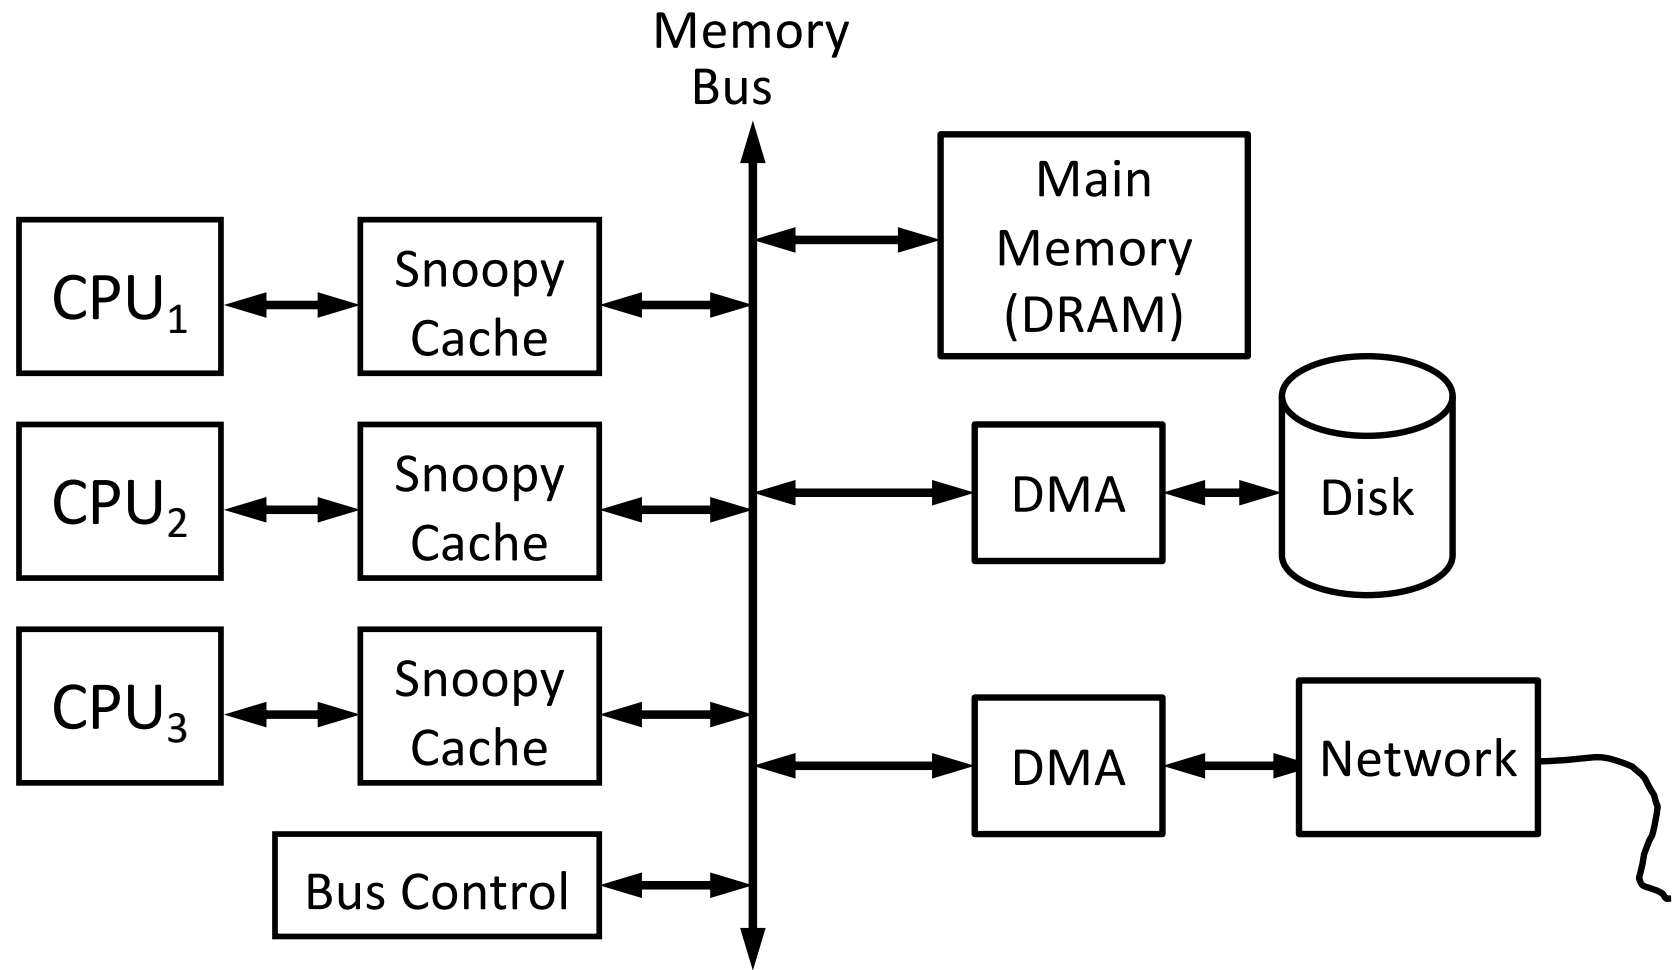 Memory
Bus
Main
Memory
(DRAM)
CPU₁
Snoopy
Cache
CPU₂
Snoopy
Cache
DMA
Disk
CPU₃
Snoopy
Cache
DMA
Network
Bus Control